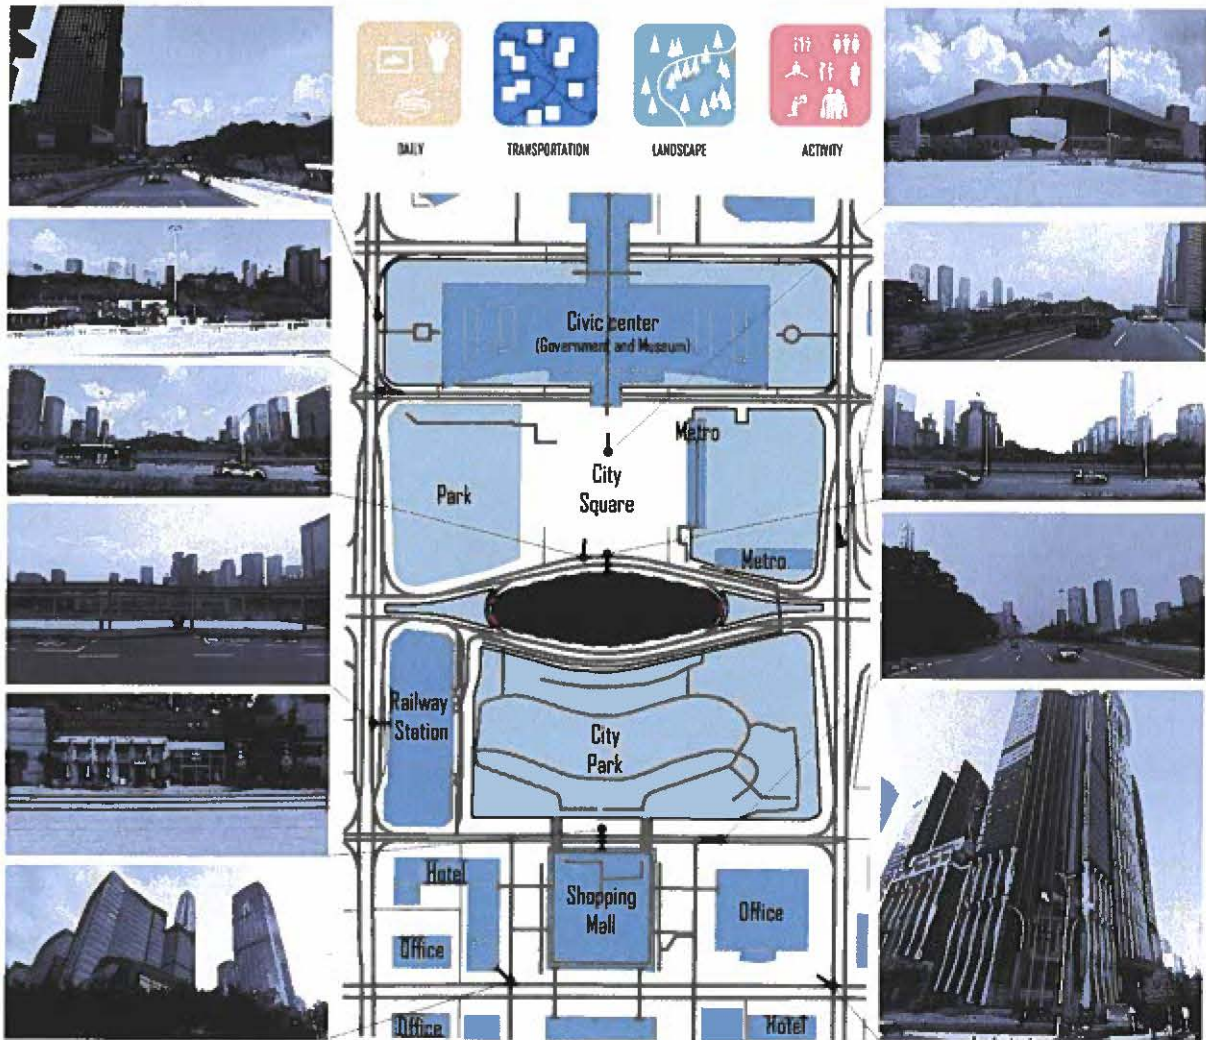 DAILY
TRANSPORTATION
LANDSCAPE
ACTIVITY
Civic center
(Government and Museum)
Metro
City
Square
Park
Metro
Railway
Station
City
Park
Hotel
Shopping
Mall
Office
Office
Office
Hotel